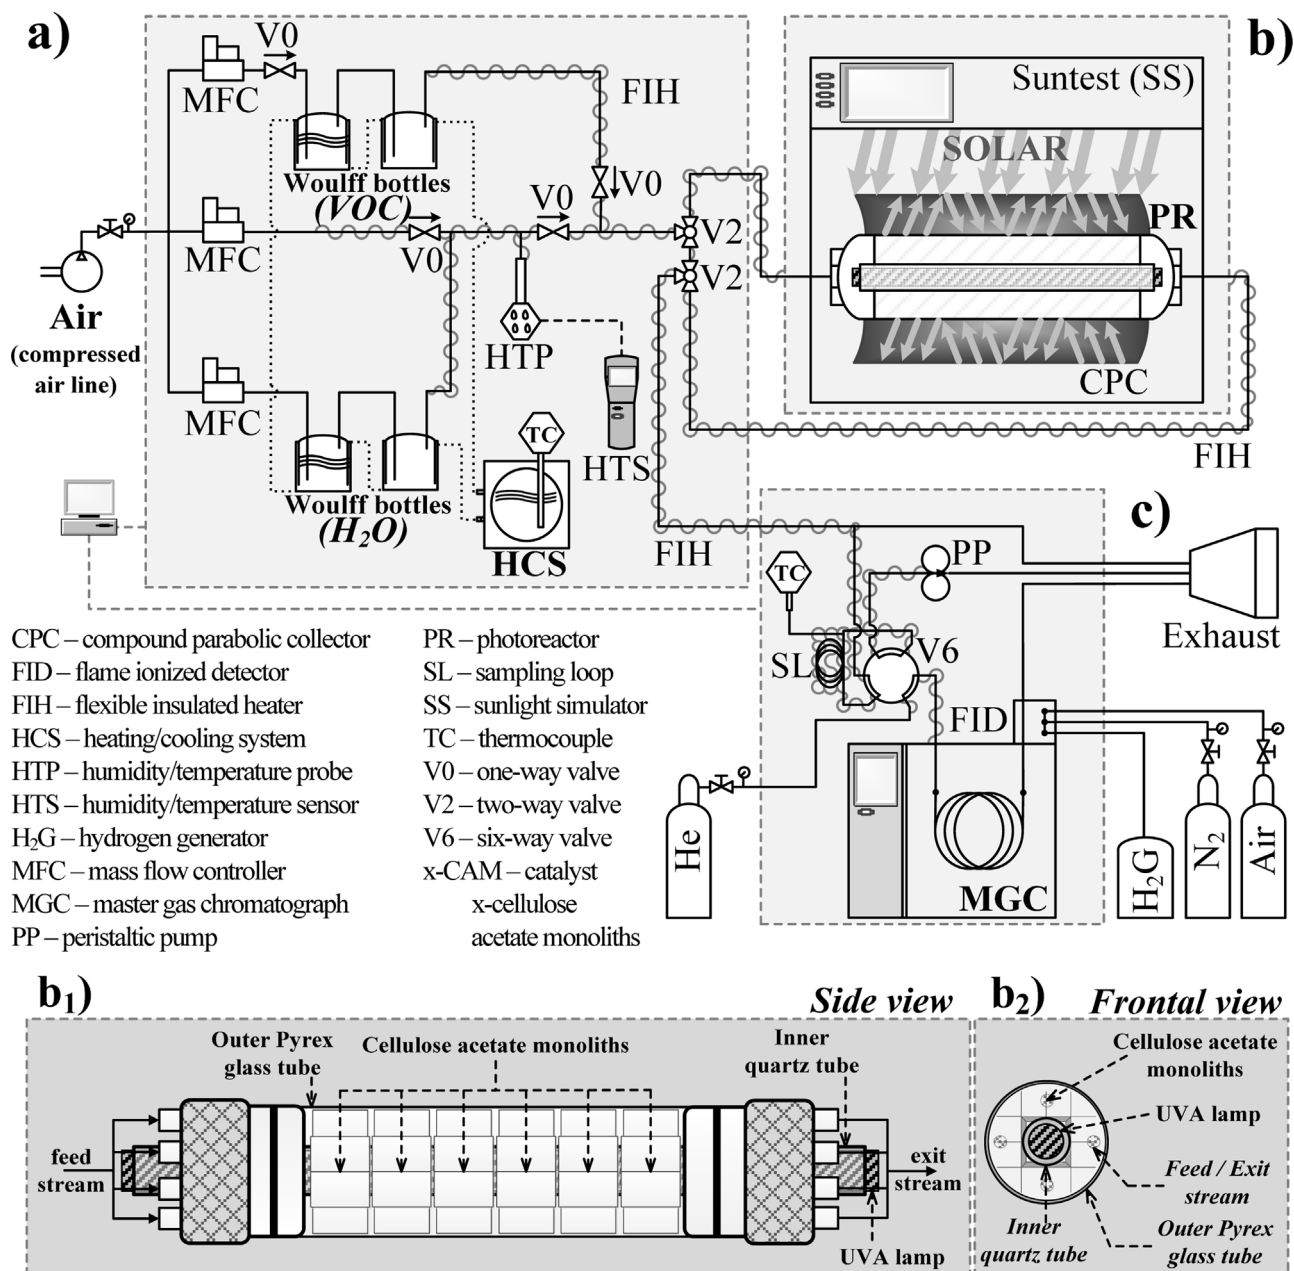 a)
V0
MFC
FIH
Woulff bottles
(VOC)
V0
V0
V0
MFC
V2
V2
Air
(compressed
air line)
HTP
MFC
TC
HTS
Woulff bottles
(H2O)
HCS
FIH
b)
Suntest (SS)
SOLAR
PR
CPC
FIH
c)
PP
TC
Exhaust
SL
V6
FID
He
MGC
H2G
N2
Air
CPC – compound parabolic collector
FID – flame ionized detector
FIH – flexible insulated heater
HCS – heating/cooling system
HTP – humidity/temperature probe
HTS – humidity/temperature sensor
H2G – hydrogen generator
MFC – mass flow controller
MGC – master gas chromatograph
PP – peristaltic pump
PR – photoreactor
SL – sampling loop
SS – sunlight simulator
TC – thermocouple
V0 – one-way valve
V2 – two-way valve
V6 – six-way valve
x-CAM – catalyst
x-cellulose
acetate monoliths
b1)
Side view
Outer Pyrex
glass tube
Cellulose acetate monoliths
Inner
quartz tube
feed
stream
exit
stream
UVA lamp
b2)
Frontal view
Cellulose acetate
monoliths
UVA lamp
Feed / Exit
stream
Inner
quartz tube
Outer Pyrex
glass tube